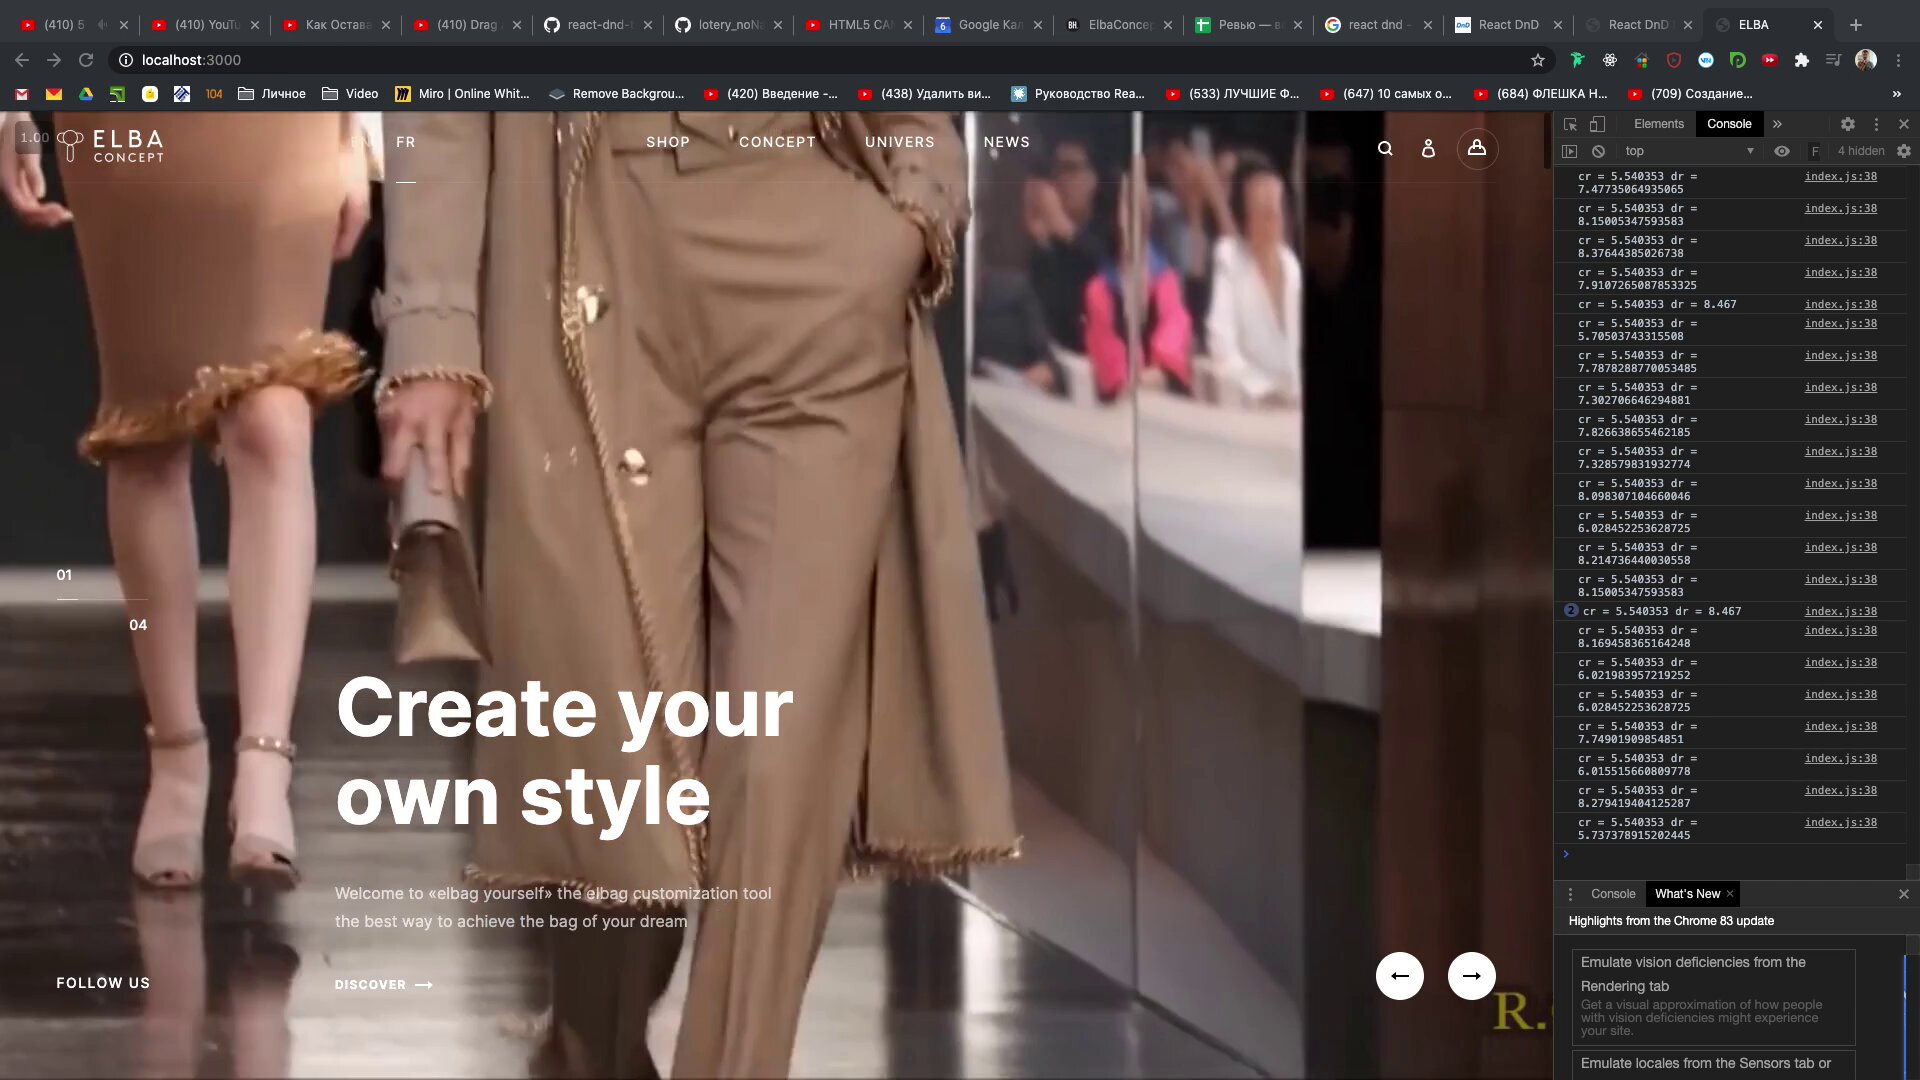 (410) 5
(410) YouTu
Как Остава
(410) Drag
react-dnd-t
lotery_noNa
HTML5 CAN
Google Кал
ElbaConcep
Ревью — вс
react dnd -
React DnD
React DnD
ELBA
localhost:3000
104
Личное
Video
Miro | Online Whit...
Remove Backgrou...
(420) Введение -...
(438) Удалить ви...
Руководство Rea...
(533) ЛУЧШИЕ Ф...
(647) 10 самых о...
(684) ФЛЕШКА Н...
(709) Создание...
»
1.00
ELBA
CONCEPT
FR
SHOP
CONCEPT
UNIVERS
NEWS
01
04
Create your
own style
Welcome to «elbag yourself» the elbag customization tool
the best way to achieve the bag of your dream
FOLLOW US
DISCOVER
R.
Elements
Console
»
top
F
4 hidden
cr = 5.540353 dr = index.js:38
7.47735064935065
cr = 5.540353 dr = index.js:38
8.15005347593583
cr = 5.540353 dr = index.js:38
8.37644385026738
cr = 5.540353 dr = index.js:38
7.9107265087853325
cr = 5.540353 dr = 8.467 index.js:38
cr = 5.540353 dr = index.js:38
5.70503743315508
cr = 5.540353 dr = index.js:38
7.7878288770053485
cr = 5.540353 dr = index.js:38
7.302706646294881
cr = 5.540353 dr = index.js:38
7.826638655462185
cr = 5.540353 dr = index.js:38
7.328579831932774
cr = 5.540353 dr = index.js:38
8.098307104660046
cr = 5.540353 dr = index.js:38
6.028452253628725
cr = 5.540353 dr = index.js:38
8.214736440030558
cr = 5.540353 dr = index.js:38
8.15005347593583
2 cr = 5.540353 dr = 8.467 index.js:38
cr = 5.540353 dr = index.js:38
8.169458365164248
cr = 5.540353 dr = index.js:38
6.021983957219252
cr = 5.540353 dr = index.js:38
6.028452253628725
cr = 5.540353 dr = index.js:38
7.74901909854851
cr = 5.540353 dr = index.js:38
6.015515660809778
cr = 5.540353 dr = index.js:38
8.279419404125287
cr = 5.540353 dr = index.js:38
5.737378915202445
Console
What's New
Highlights from the Chrome 83 update
Emulate vision deficiencies from the
Rendering tab
Get a visual approximation of how people
with vision deficiencies might experience
your site.
Emulate locales from the Sensors tab or